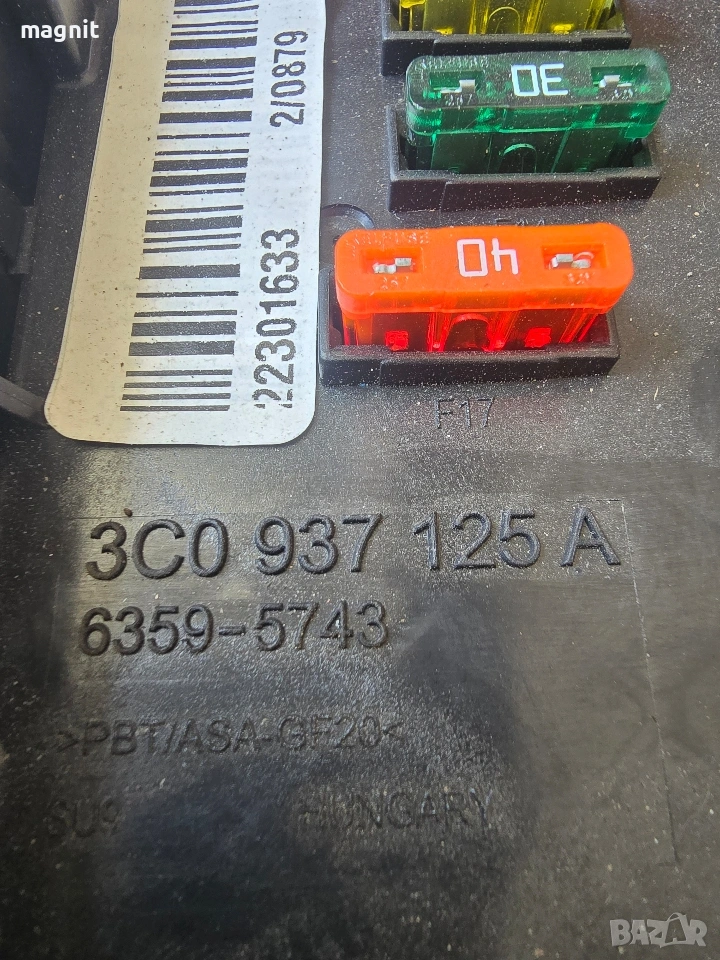 magnit
2/0879
22301633
30
40
F17
3C0 937 125 A
6359-5743
>PBT/ASA-GF20<
HUNGARY
BAZAR